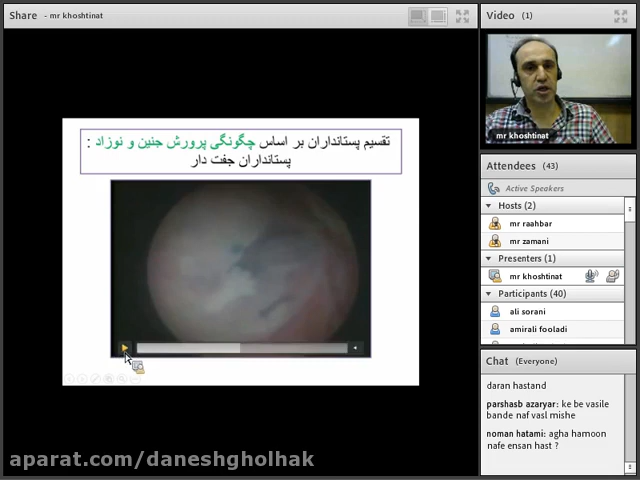 Share - mr khoshtinat
تقسیم پستانداران بر اساس چگونگی پرورش جنین و نوزاد :
پستانداران جفت دار
Video (1)
mr khoshtinat
Attendees (43)
Active Speakers
Hosts (2)
mr raahbar
mr zamani
Presenters (1)
mr khoshtinat
Participants (40)
ali sorani
amirali fooladi
Chat (Everyone)
daran hastand
parshasb azaryar: ke be vasile
bande naf vasl mishe
noman hatami: agha hamoon
nafe ensan hast ?
aparat.com/daneshgholhak